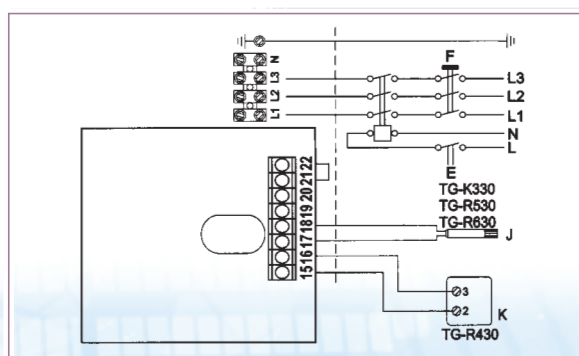 N
L3
L2
L1
F
L3
L2
L1
N
L
E
TG-K330
TG-R530
TG-R630
J
15 16 17 18 19 20 21 22
3
2
K
TG-R430